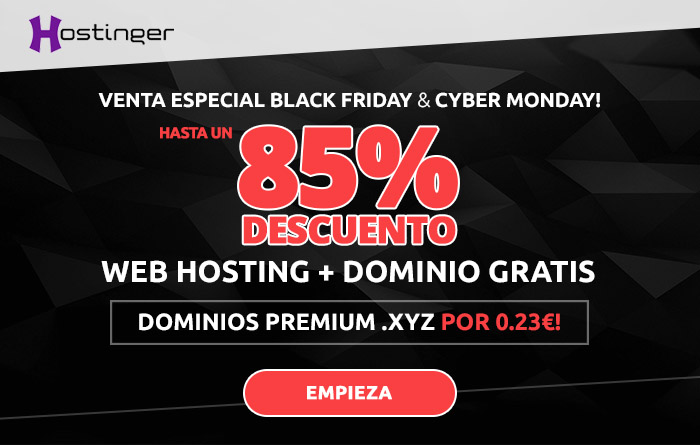 Hostinger
VENTA ESPECIAL BLACK FRIDAY & CYBER MONDAY!
HASTA UN
85%
DESCUENTO
WEB HOSTING + DOMINIO GRATIS
DOMINIOS PREMIUM .XYZ POR 0.23€!
EMPIEZA